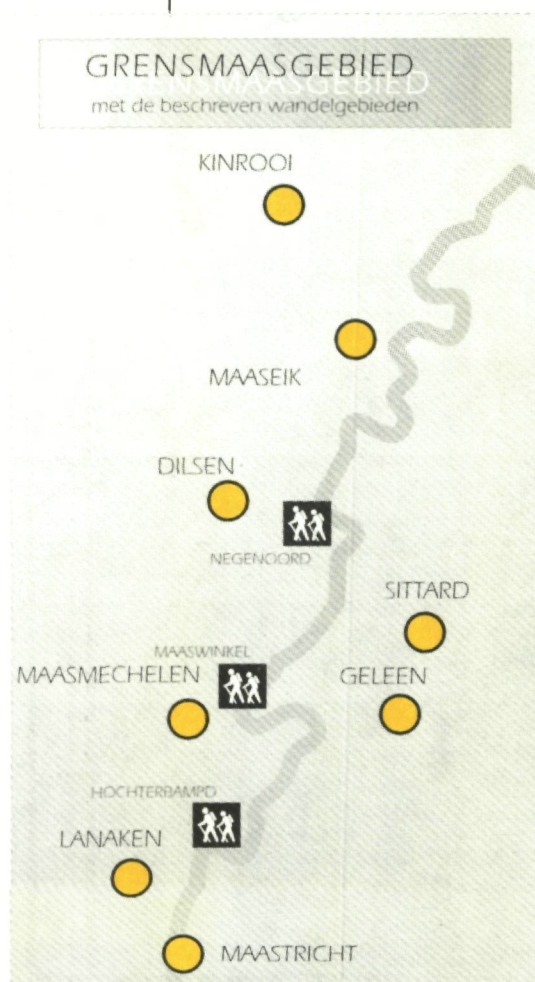 GRENSMAASGEBIED
met de beschreven wandelgebieden
KINROOI
MAASEIK
DILSEN
NEGENOORD
SITTARD
MAASWINKEL
MAASMECHELEN
GELEEN
HOCHTERBAMPD
LANAKEN
MAASTRICHT